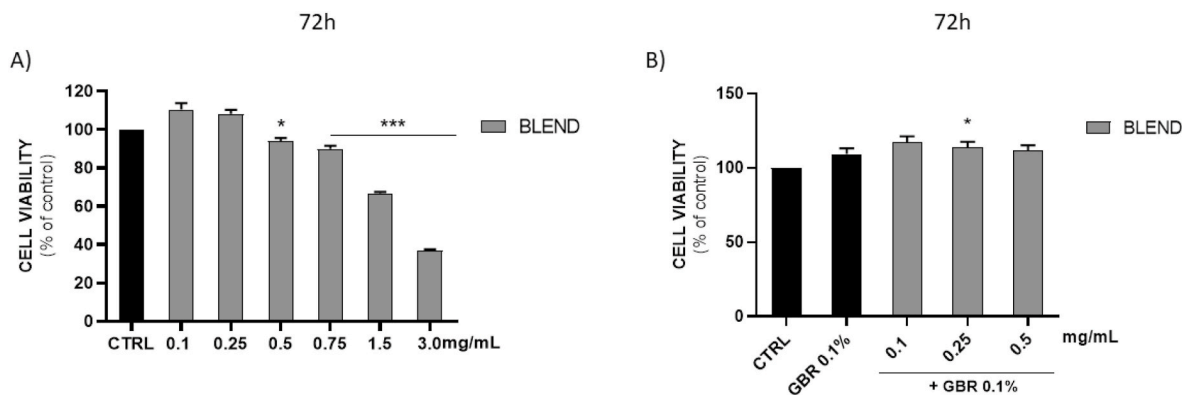 72h
A)
CELL VIABILITY
(% of control)
120
100
80
60
40
20
0
*
***
BLEND
CTRL 0.1 0.25 0.5 0.75 1.5 3.0mg/mL
72h
B)
CELL VIABILITY
(% of control)
150
100
50
0
*
BLEND
CTRL GBR 0.1% 0.1 0.25 0.5 mg/mL
+ GBR 0.1%